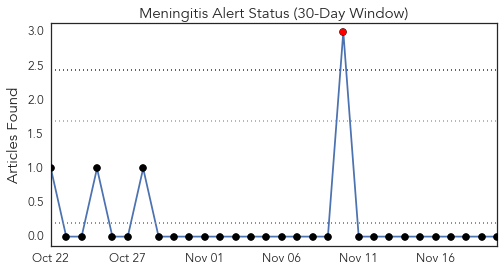 Meningitis Alert Status (30-Day Window)
Articles Found
3.0
2.5
2.0
1.5
1.0
0.5
0.0
Oct 22 Oct 27 Nov 01 Nov 06 Nov 11 Nov 16